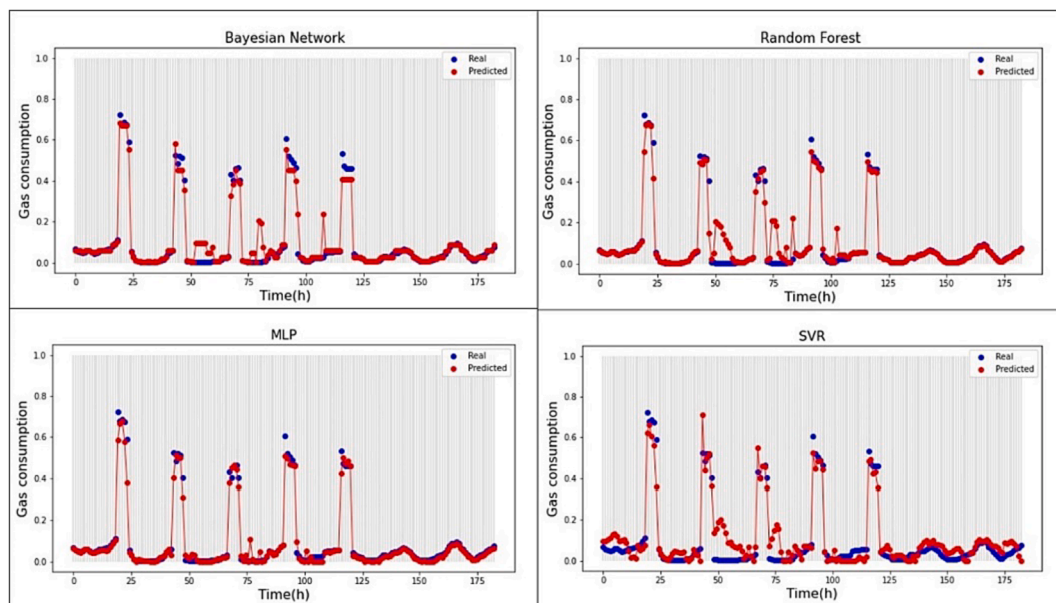 Bayesian Network
Real
Predicted
1.0
0.8
0.6
0.4
0.2
0.0
Gas consumption
0 25 50 75 100 125 150 175
Time(h)
Random Forest
Real
Predicted
1.0
0.8
0.6
0.4
0.2
0.0
Gas consumption
0 25 50 75 100 125 150 175
Time(h)
MLP
Real
Predicted
1.0
0.8
0.6
0.4
0.2
0.0
Gas consumption
0 25 50 75 100 125 150 175
Time(h)
SVR
Real
Predicted
1.0
0.8
0.6
0.4
0.2
0.0
Gas consumption
0 25 50 75 100 125 150 175
Time(h)